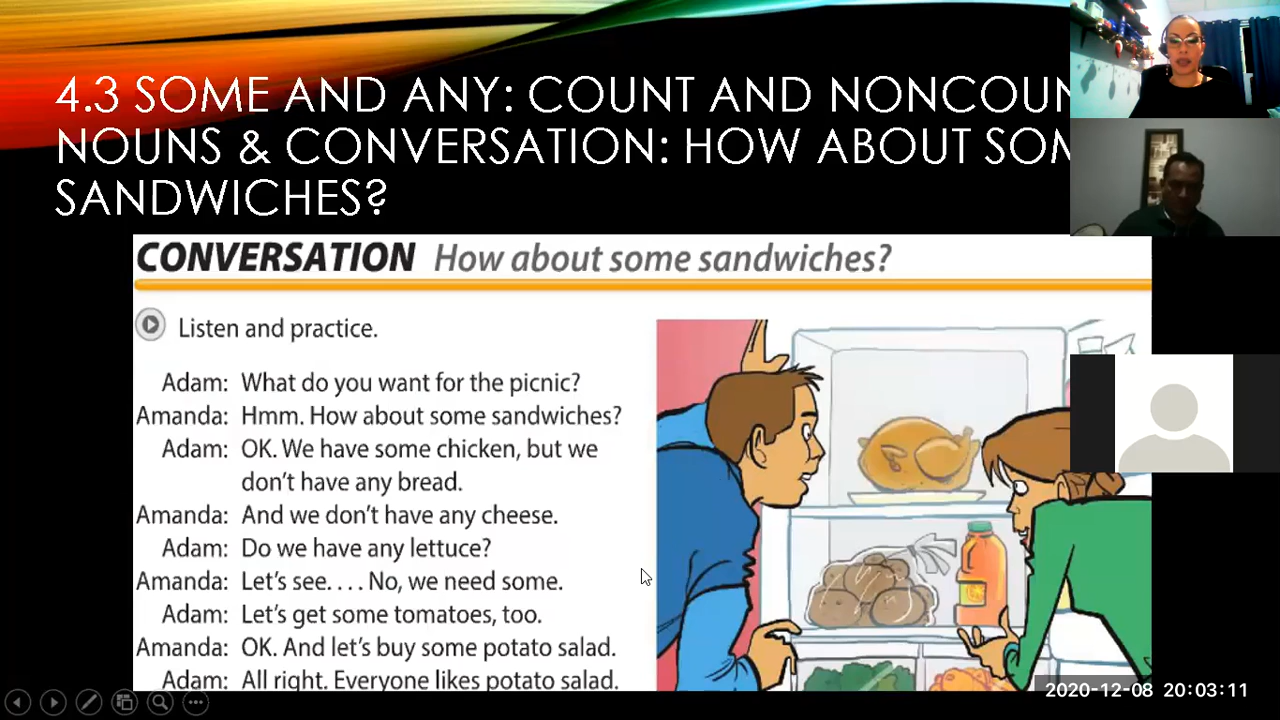 4.3 SOME AND ANY: COUNT AND NONCOUN
NOUNS & CONVERSATION: HOW ABOUT SOM
SANDWICHES?
CONVERSATION How about some sandwiches?
Listen and practice.
Adam: What do you want for the picnic?
Amanda: Hmm. How about some sandwiches?
Adam: OK. We have some chicken, but we
don't have any bread.
Amanda: And we don't have any cheese.
Adam: Do we have any lettuce?
Amanda: Let's see. . . . No, we need some.
Adam: Let's get some tomatoes, too.
Amanda: OK. And let's buy some potato salad.
Adam: All right. Everyone likes potato salad.
2020-12-08 20:03:11